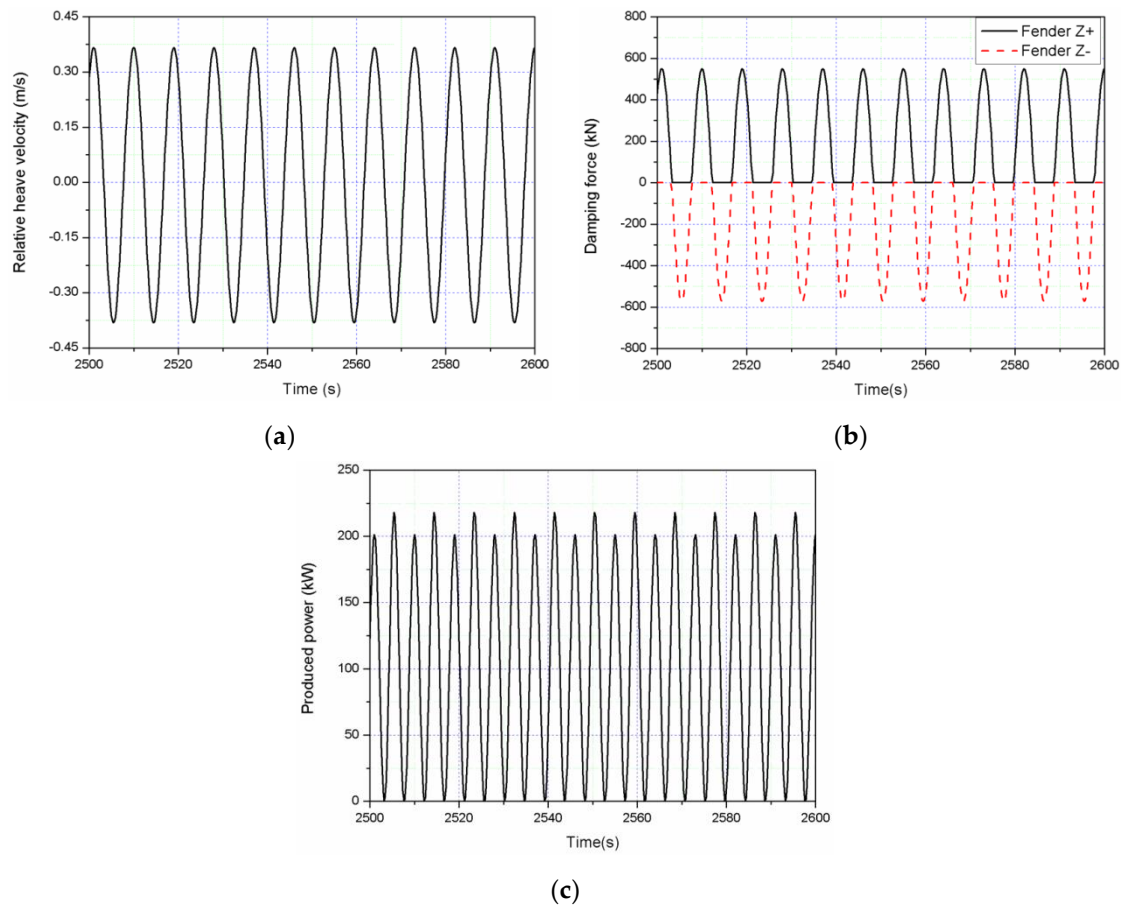 0.45
0.30
0.15
0.00
-0.15
-0.30
-0.45
Relative heave velocity (m/s)
2500 2520 2540 2560 2580 2600
Time (s)
(a)
800
600
400
200
0
-200
-400
-600
-800
Damping force (kN)
Fender Z+
Fender Z-
2500 2520 2540 2560 2580 2600
Time(s)
(b)
250
200
150
100
50
0
Produced power (kW)
2500 2520 2540 2560 2580 2600
Time(s)
(c)